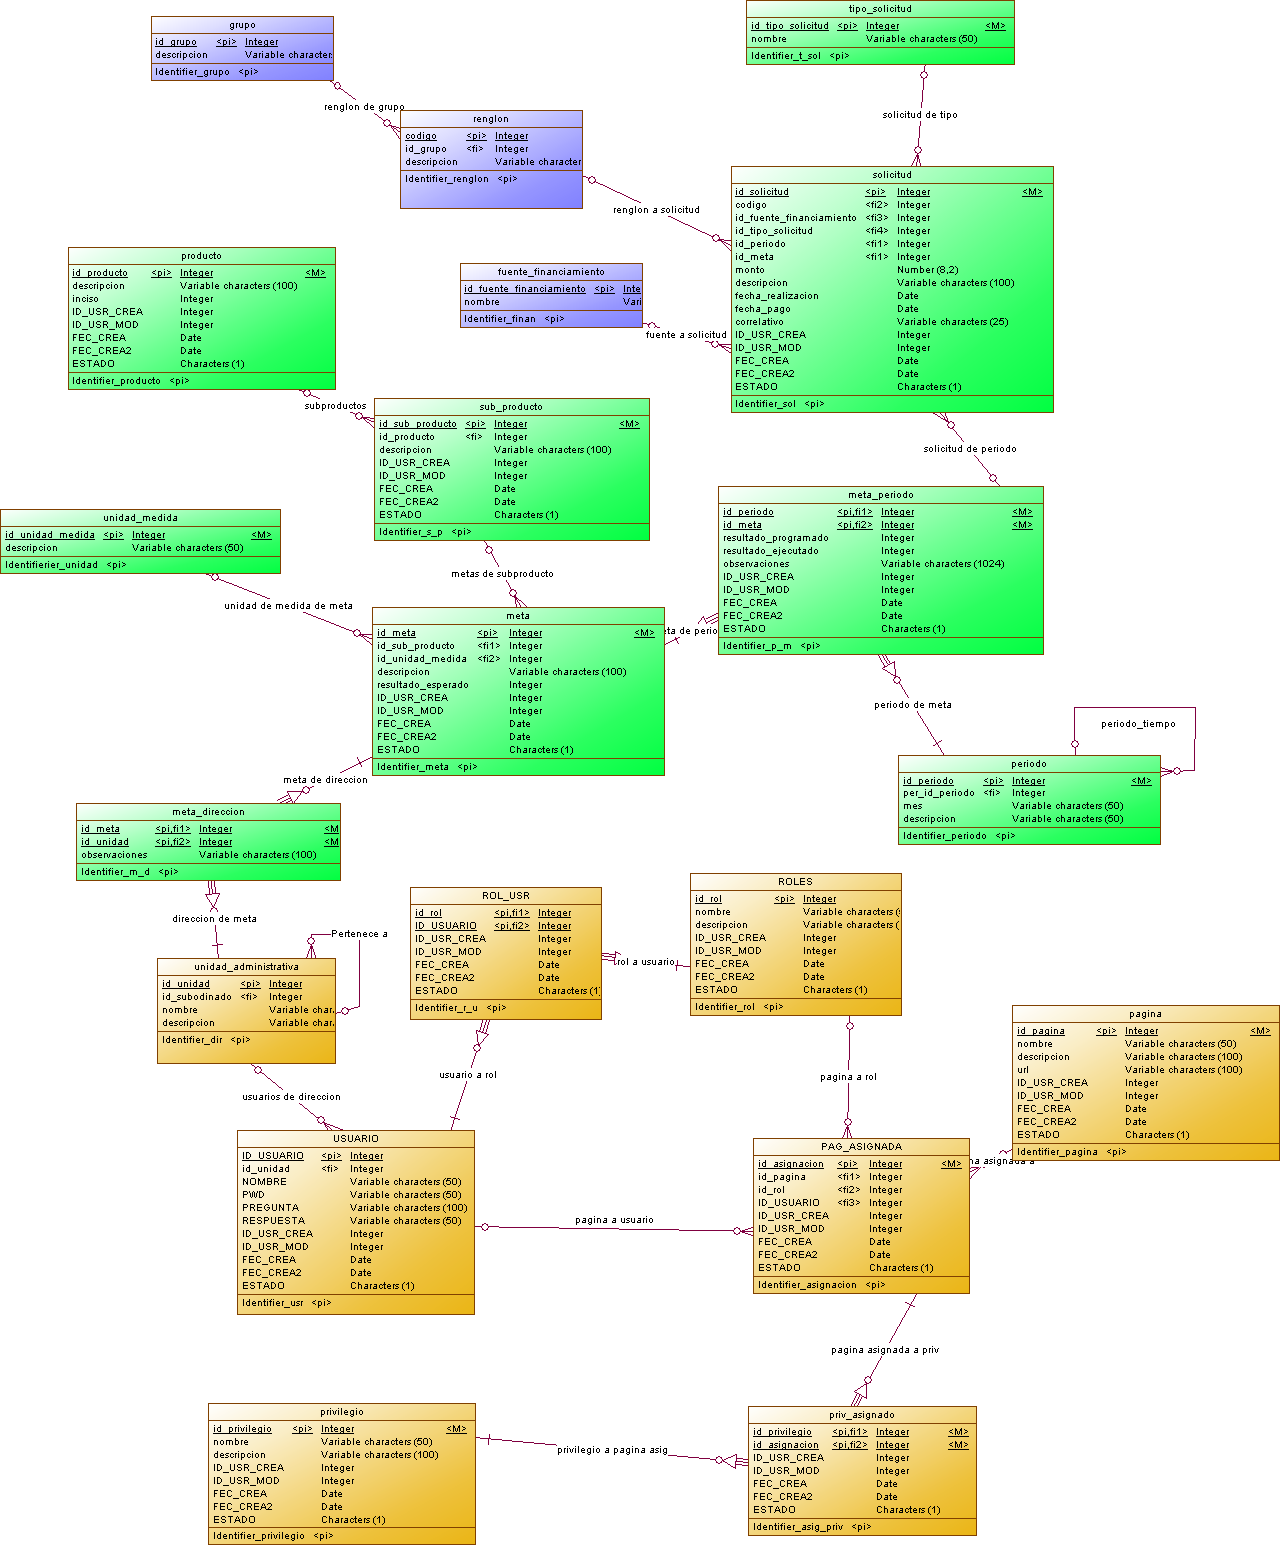 grupo
id_grupo <pi> Integer
descripcion Variable character
Identifier_grupo <pi>
renglon de grupo
renglon
codigo <pi> Integer
id_grupo <fi> Integer
descripcion Variable character
Identifier_renglon <pi>
renglon a solicitud
tipo_solicitud
id_tipo_solicitud <pi> Integer <M>
nombre Variable characters (50)
Identifier_t_sol <pi>
solicitud de tipo
solicitud
id_solicitud <pi> Integer <M>
codigo <fi2> Integer
id_fuente_financiamiento <fi3> Integer
id_tipo_solicitud <fi4> Integer
id_periodo <fi1> Integer
id_meta <fi1> Integer
monto Number (8,2)
descripcion Variable characters (100)
fecha_realizacion Date
fecha_pago Date
correlativo Variable characters (25)
ID_USR_CREA Integer
ID_USR_MOD Integer
FEC_CREA Date
FEC_CREA2 Date
ESTADO Characters (1)
Identifier_sol <pi>
solicitud de periodo
fuente_financiamiento
id_fuente_financiamiento <pi> Inte
nombre Vari
Identifier_finan <pi>
fuente a solicitud
producto
id_producto <pi> Integer <M>
descripcion Variable characters (100)
inciso Integer
ID_USR_CREA Integer
ID_USR_MOD Integer
FEC_CREA Date
FEC_CREA2 Date
ESTADO Characters (1)
Identifier_producto <pi>
subproductos
sub_producto
id_sub_producto <pi> Integer <M>
id_producto <fi> Integer
descripcion Variable characters (100)
ID_USR_CREA Integer
ID_USR_MOD Integer
FEC_CREA Date
FEC_CREA2 Date
ESTADO Characters (1)
Identifier_s_p <pi>
metas de subproducto
unidad_medida
id_unidad_medida <pi> Integer <M>
descripcion Variable characters (50)
Identifierier_unidad <pi>
unidad de medida de meta
meta_periodo
id_periodo <pi,fi1> Integer <M>
id_meta <pi,fi2> Integer <M>
resultado_programado Integer
resultado_ejecutado Integer
observaciones Variable characters (1024)
ID_USR_CREA Integer
ID_USR_MOD Integer
FEC_CREA Date
FEC_CREA2 Date
ESTADO Characters (1)
Identifier_p_m <pi>
eta de perio
periodo de meta
meta
id_meta <pi> Integer <M>
id_sub_producto <fi1> Integer
id_unidad_medida <fi2> Integer
descripcion Variable characters (100)
resultado_esperado Integer
ID_USR_CREA Integer
ID_USR_MOD Integer
FEC_CREA Date
FEC_CREA2 Date
ESTADO Characters (1)
Identifier_meta <pi>
meta de direccion
periodo_tiempo
periodo
id_periodo <pi> Integer <M>
per_id_periodo <fi> Integer
mes Variable characters (50)
descripcion Variable characters (50)
Identifier_periodo <pi>
meta_direccion
id_meta <pi,fi1> Integer <M
id_unidad <pi,fi2> Integer <M
observaciones Variable characters (100)
Identifier_m_d <pi>
direccion de meta
Pertenece a
unidad_administrativa
id_unidad <pi> Integer
id_subodinado <fi> Integer
nombre Variable char.
descripcion Variable char.
Identifier_dir <pi>
usuarios de direccion
ROL_USR
id_rol <pi,fi1> Integer
ID_USUARIO <pi,fi2> Integer
ID_USR_CREA Integer
ID_USR_MOD Integer
FEC_CREA Date
FEC_CREA2 Date
ESTADO Characters (1
Identifier_r_u <pi>
rol a usuario
usuario a rol
ROLES
id_rol <pi> Integer
nombre Variable characters (
descripcion Variable characters (
ID_USR_CREA Integer
ID_USR_MOD Integer
FEC_CREA Date
FEC_CREA2 Date
ESTADO Characters (1)
Identifier_rol <pi>
pagina a rol
pagina
id_pagina <pi> Integer <M>
nombre Variable characters (50)
descripcion Variable characters (100)
url Variable characters (100)
ID_USR_CREA Integer
ID_USR_MOD Integer
FEC_CREA Date
FEC_CREA2 Date
ESTADO Characters (1)
Identifier_pagina <pi>
na asignada a
USUARIO
ID_USUARIO <pi> Integer
id_unidad <fi> Integer
NOMBRE Variable characters (50)
PWD Variable characters (50)
PREGUNTA Variable characters (100)
RESPUESTA Variable characters (50)
ID_USR_CREA Integer
ID_USR_MOD Integer
FEC_CREA Date
FEC_CREA2 Date
ESTADO Characters (1)
Identifier_usr <pi>
pagina a usuario
PAG_ASIGNADA
id_asignacion <pi> Integer <M>
id_pagina <fi1> Integer
id_rol <fi2> Integer
ID_USUARIO <fi3> Integer
ID_USR_CREA Integer
ID_USR_MOD Integer
FEC_CREA Date
FEC_CREA2 Date
ESTADO Characters (1)
Identifier_asignacion <pi>
pagina asignada a priv
privilegio
id_privilegio <pi> Integer <M>
nombre Variable characters (50)
descripcion Variable characters (100)
ID_USR_CREA Integer
ID_USR_MOD Integer
FEC_CREA Date
FEC_CREA2 Date
ESTADO Characters (1)
Identifier_privilegio <pi>
privilegio a pagina asig
priv_asignado
id_privilegio <pi,fi1> Integer <M>
id_asignacion <pi,fi2> Integer <M>
ID_USR_CREA Integer
ID_USR_MOD Integer
FEC_CREA Date
FEC_CREA2 Date
ESTADO Characters (1)
Identifier_asig_priv <pi>